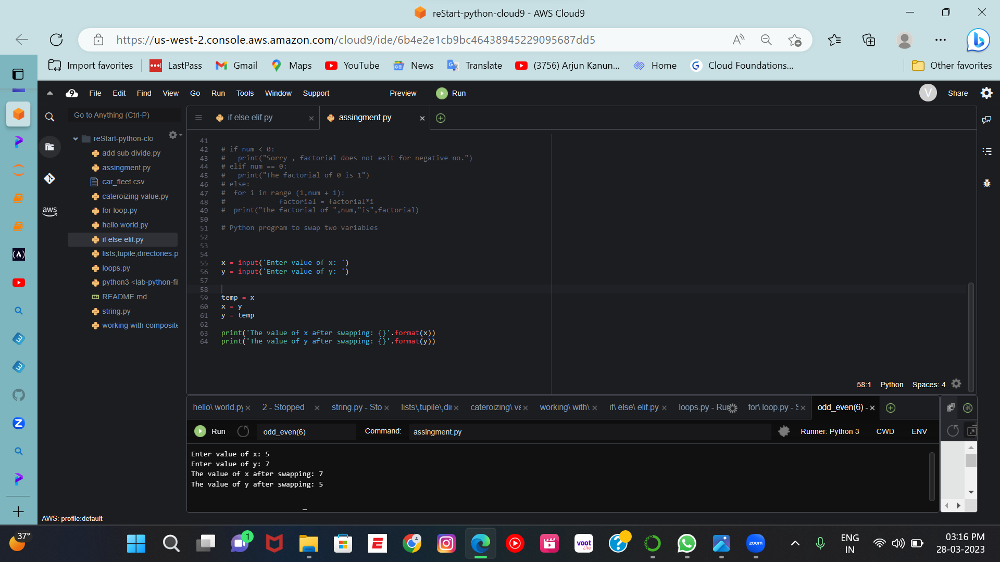 reStart-python-cloud9 - AWS Cloud9
https://us-west-2.console.aws.amazon.com/cloud9/ide/6b4e2e1cb9bc46438945229095687dd5
Import favorites LastPass Gmail Maps YouTube News Translate (3756) Arjun Kanun... Home Cloud Foundations... Other favorites
9 File Edit Find View Go Run Tools Window Support Preview Run V Share
Go to Anything (Ctrl-P)
if else elif.py
assingment.py
reStart-python-clo
add sub divide.py
assingment.py
car_fleet.csv
cateroizing value.py
for loop.py
hello world.py
if else elif.py
lists,tupile,directories.p
loops.py
python3 <lab-python-fil
README.md
string.py
working with composite
aws
41
42 # if num < 0:
43 # print("Sorry , factorial does not exit for negative no.")
44 # elif num == 0:
45 # print("The factorial of 0 is 1")
46 # else:
47 # for i in range (1,num + 1):
48 # factorial = factorial*i
49 # print("the factorial of ",num,"is",factorial)
50
51 # Python program to swap two variables
52
53
54
55 x = input('Enter value of x: ')
56 y = input('Enter value of y: ')
57
58
59 temp = x
60 x = y
61 y = temp
62
63 print('The value of x after swapping: {}'.format(x))
64 print('The value of y after swapping: {}'.format(y))
58:1 Python Spaces: 4
hello\ world.py 2 - Stopped string.py - Sto lists\,tupile\,di cateroizing\ va working\ with\ if\ else\ elif.py loops.py - Ru for\ loop.py - S odd_even(6) -
Run odd_even(6) Command: assingment.py Runner: Python 3 CWD ENV
Enter value of x: 5
Enter value of y: 7
The value of x after swapping: 7
The value of y after swapping: 5
AWS: profile:default
37°
1
voot
Lite
zoom
ENG
IN
03:16 PM
28-03-2023